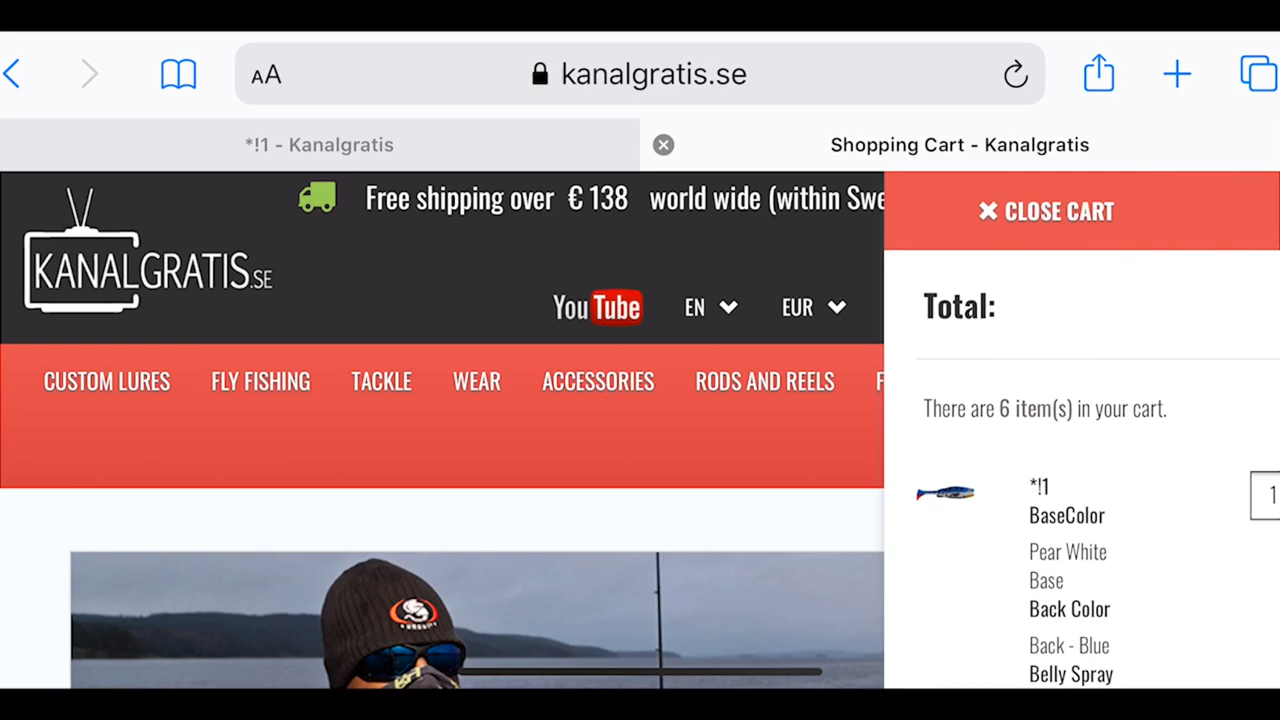 AA kanalgratis.se
*!1 - Kanalgratis
Shopping Cart - Kanalgratis
Free shipping over € 138 world wide (within Swe
KANALGRATIS.SE
YouTube EN EUR
CUSTOM LURES FLY FISHING TACKLE WEAR ACCESSORIES RODS AND REELS F
CLOSE CART
Total:
There are 6 item(s) in your cart.
*!1
1
BaseColor
Pear White
Base
Back Color
Back - Blue
Belly Spray